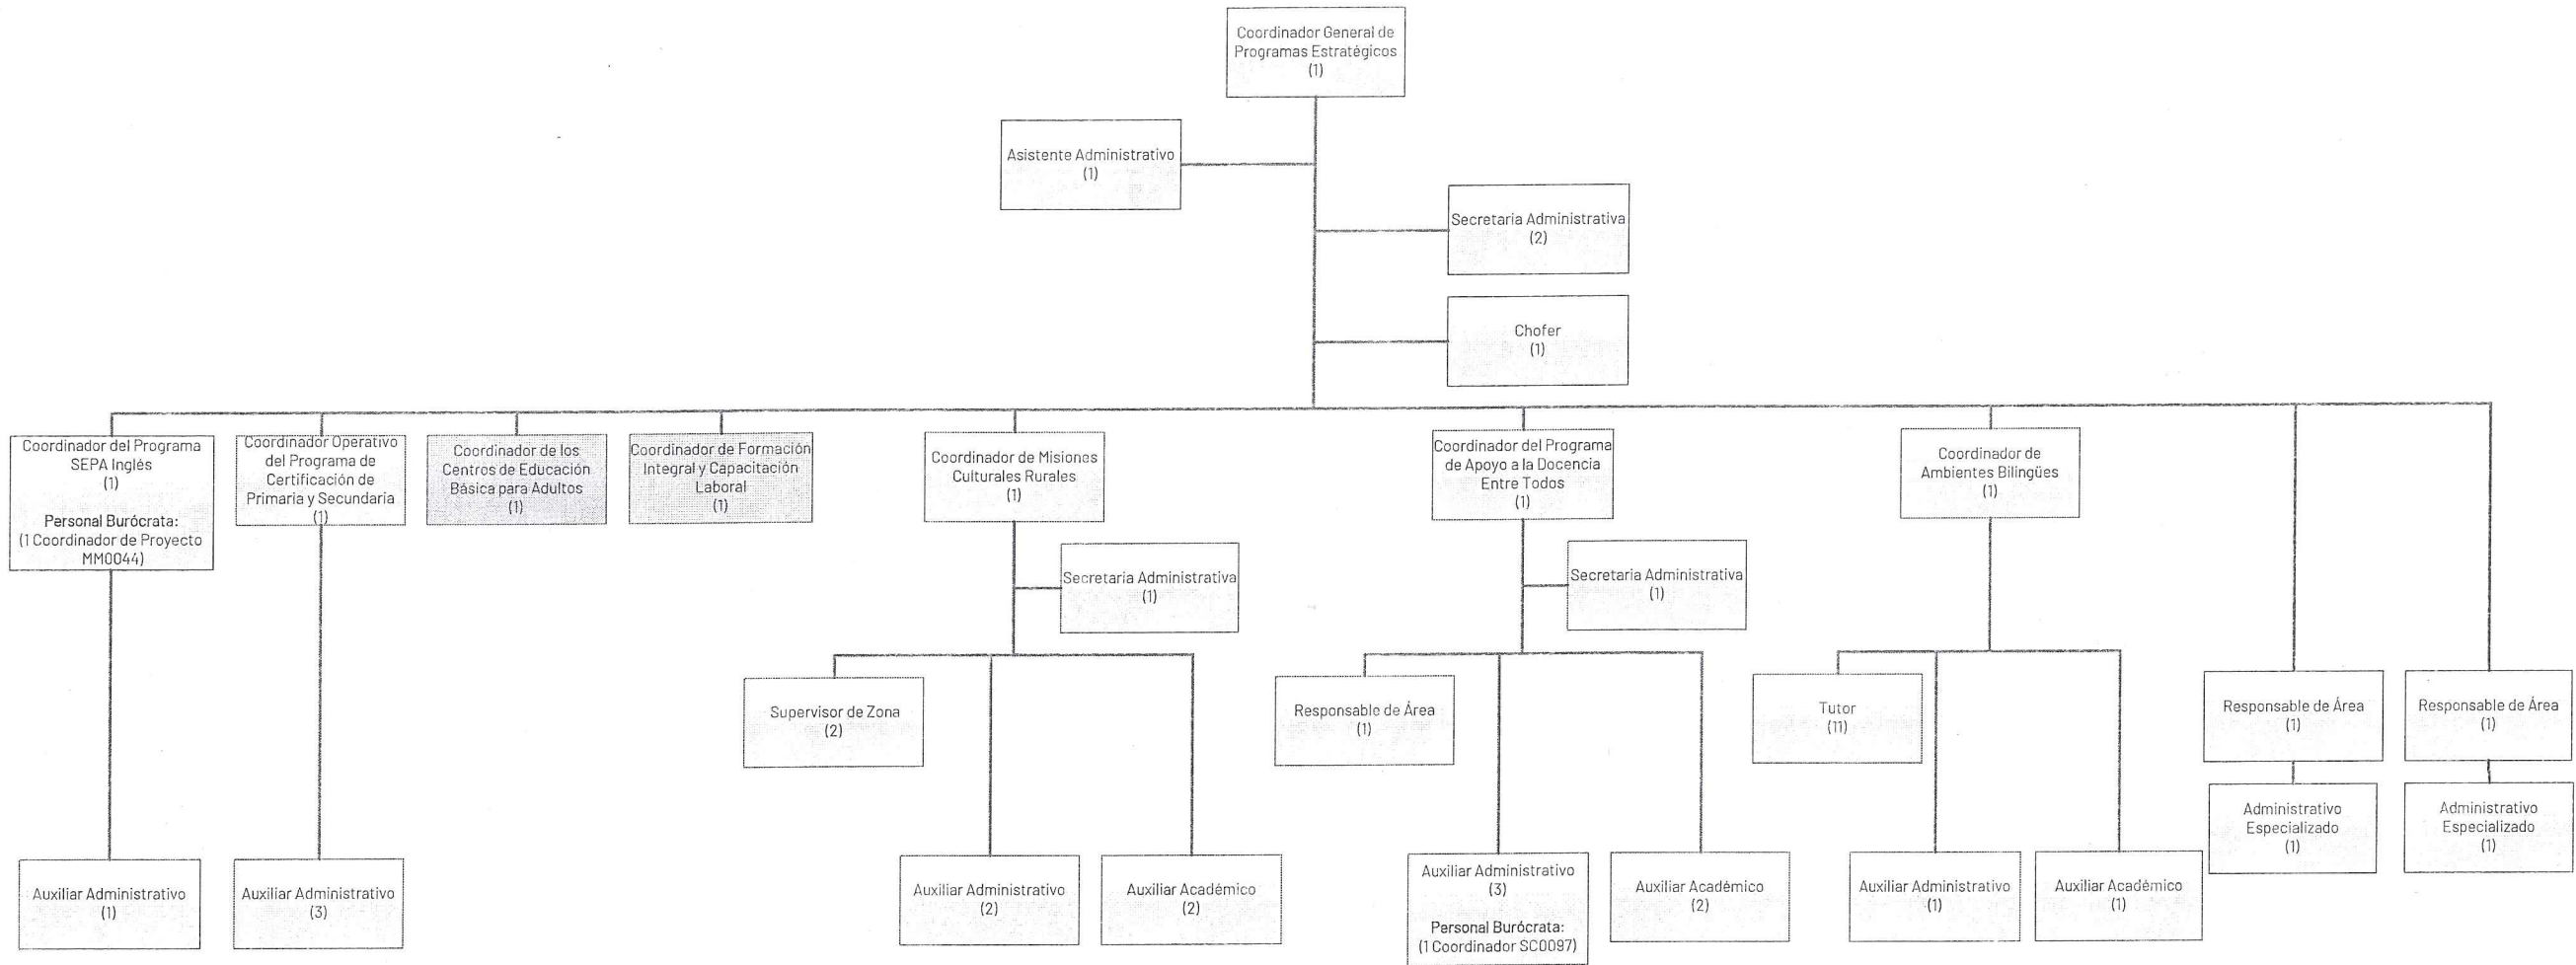 Coordinador General de
Programas Estratégicos
(1)
Asistente Administrativo
(1)
Secretaria Administrativa
(2)
Chofer
(1)
Coordinador del Programa
SEPA Inglés
(1)
Personal Burócrata:
(1 Coordinador de Proyecto
MM0044)
Coordinador Operativo
del Programa de
Certificación de
Primaria y Secundaria
(1)
Coordinador de los
Centros de Educación
Básica para Adultos
(1)
Coordinador de Formación
Integral y Capacitación
Laboral
(1)
Coordinador de Misiones
Culturales Rurales
(1)
Coordinador del Programa
de Apoyo a la Docencia
Entre Todos
(1)
Coordinador de
Ambientes Bilingües
(1)
Secretaria Administrativa
(1)
Secretaria Administrativa
(1)
Supervisor de Zona
(2)
Responsable de Área
(1)
Tutor
(11)
Responsable de Área
(1)
Responsable de Área
(1)
Administrativo
Especializado
(1)
Administrativo
Especializado
(1)
Auxiliar Administrativo
(1)
Auxiliar Administrativo
(3)
Auxiliar Administrativo
(2)
Auxiliar Académico
(2)
Auxiliar Administrativo
(3)
Personal Burócrata:
(1 Coordinador SC0097)
Auxiliar Académico
(2)
Auxiliar Administrativo
(1)
Auxiliar Académico
(1)